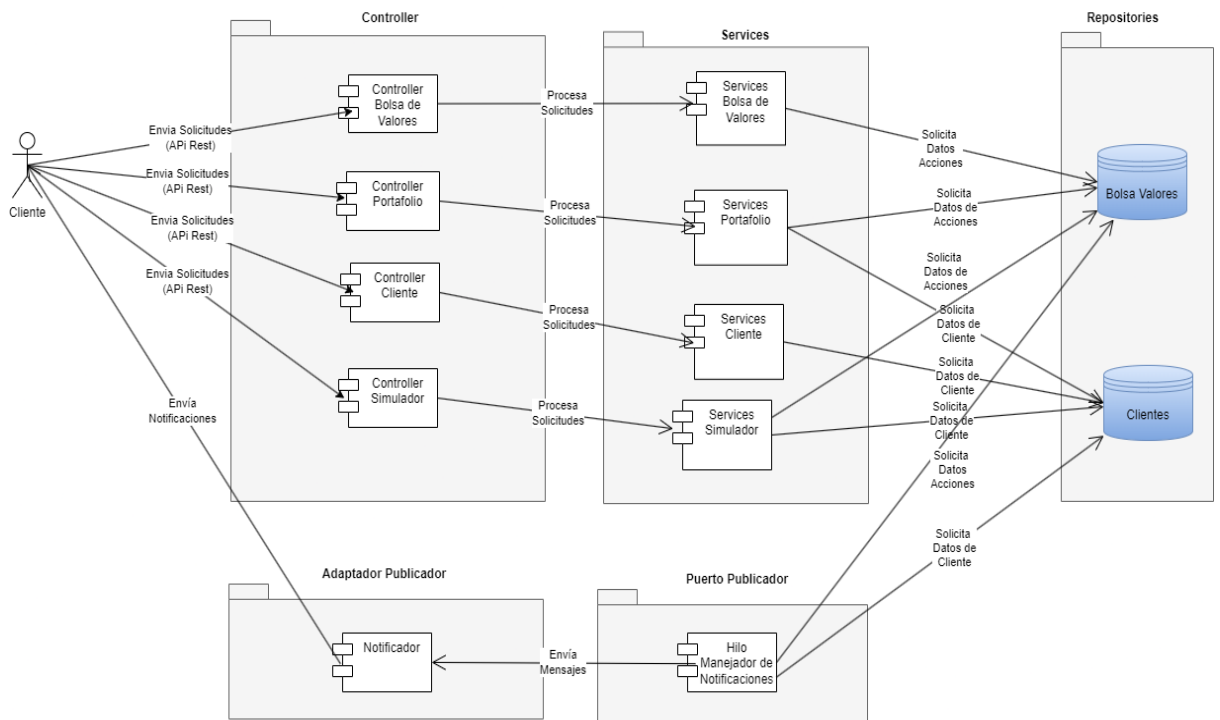 Controller
Services
Repositories
Controller
Bolsa de
Valores
Procesa
Solicitudes
Services
Bolsa de
Valores
Envia Solicitudes
(APi Rest)
Solicita
Datos
Acciones
Cliente
Envia Solicitudes
(APi Rest)
Controller
Portafolio
Procesa
Solicitudes
Services
Portafolio
Solicita
Datos de
Acciones
Bolsa Valores
Envia Solicitudes
(APi Rest)
Envia Solicitudes
(APi Rest)
Controller
Cliente
Procesa
Solicitudes
Services
Cliente
Solicita
Datos de
Acciones
Solicita
Datos de
Cliente
Solicita
Datos de
Cliente
Controller
Simulador
Procesa
Solicitudes
Services
Simulador
Solicita
Datos de
Cliente
Clientes
Envía
Notificaciones
Solicita
Datos
Acciones
Solicita
Datos de
Cliente
Adaptador Publicador
Puerto Publicador
Notificador
Envía
Mensajes
Hilo
Manejador de
Notificaciones